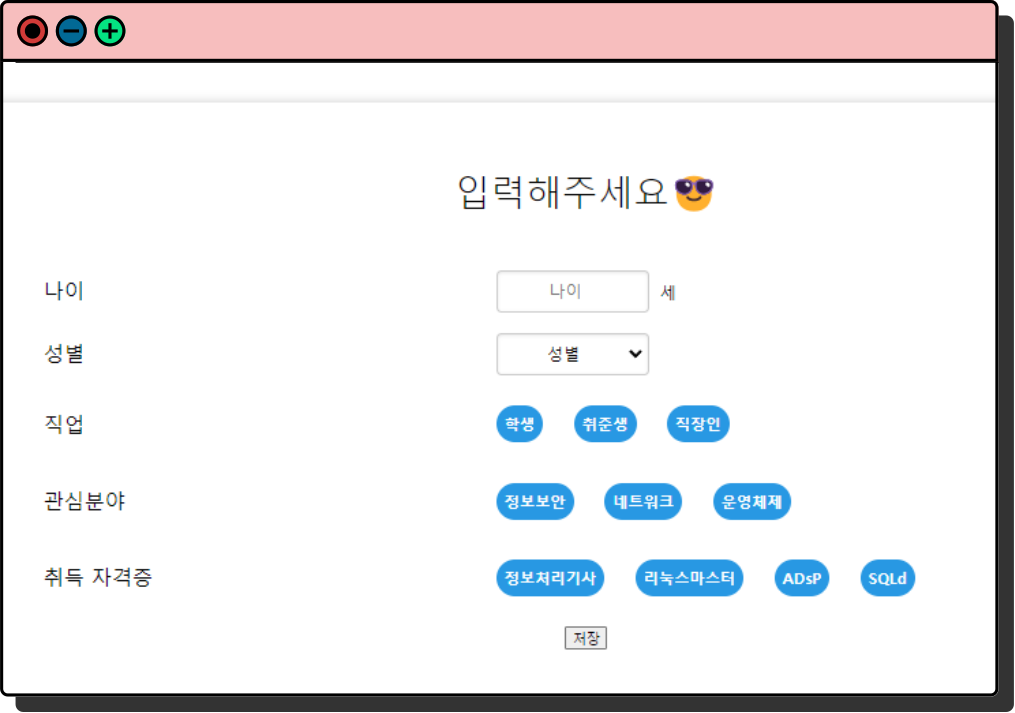 입력해주세요😎
나이 나이 세
성별 성별
직업 학생 취준생 직장인
관심분야 정보보안 네트워크 운영체제
취득 자격증 정보처리기사 리눅스마스터 ADsP SQLd
저장